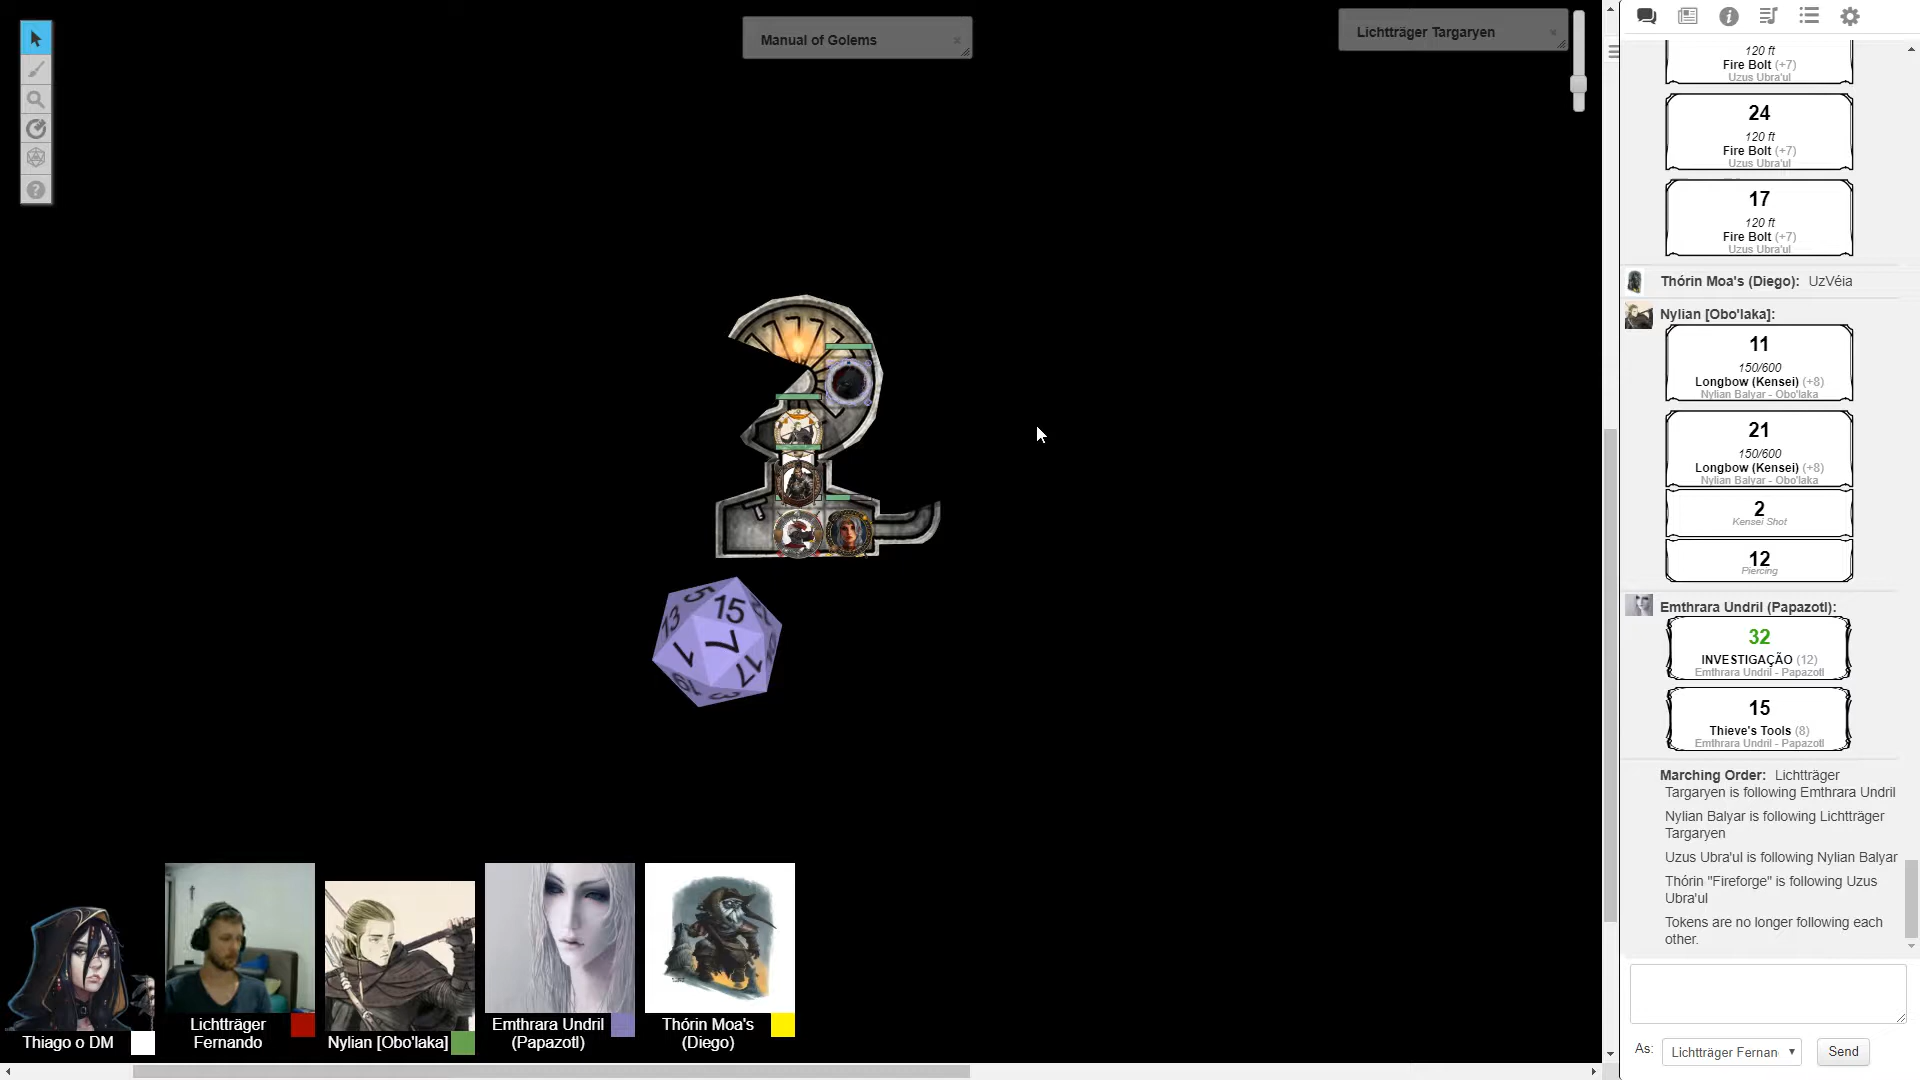 Manual of Golems
Lichtträger Targaryen
15
5
13
7
1
17
Thiago o DM
Lichtträger
Fernando
Nylian [Obo'laka]
Emthrara Undril
(Papazotl)
Thórin Moa's
(Diego)
120 ft
Fire Bolt (+7)
Uzus Ubra'ul
24
120 ft
Fire Bolt (+7)
Uzus Ubra'ul
17
120 ft
Fire Bolt (+7)
Uzus Ubra'ul
Thórin Moa's (Diego): UzVéia
Nylian [Obo'laka]:
11
150/600
Longbow (Kensei) (+8)
Nylian Balyar - Obo'laka
21
150/600
Longbow (Kensei) (+8)
Nylian Balyar - Obo'laka
2
Kensei Shot
12
Piercing
Emthrara Undril (Papazotl):
32
INVESTIGAÇÃO (12)
Emthrara Undril - Papazotl
15
Thieve's Tools (8)
Emthrara Undril - Papazotl
Marching Order: Lichtträger
Targaryen is following Emthrara Undril
Nylian Balyar is following Lichtträger
Targaryen
Uzus Ubra'ul is following Nylian Balyar
Thórin "Fireforge" is following Uzus
Ubra'ul
Tokens are no longer following each
other.
As: Lichtträger Fernan
Send